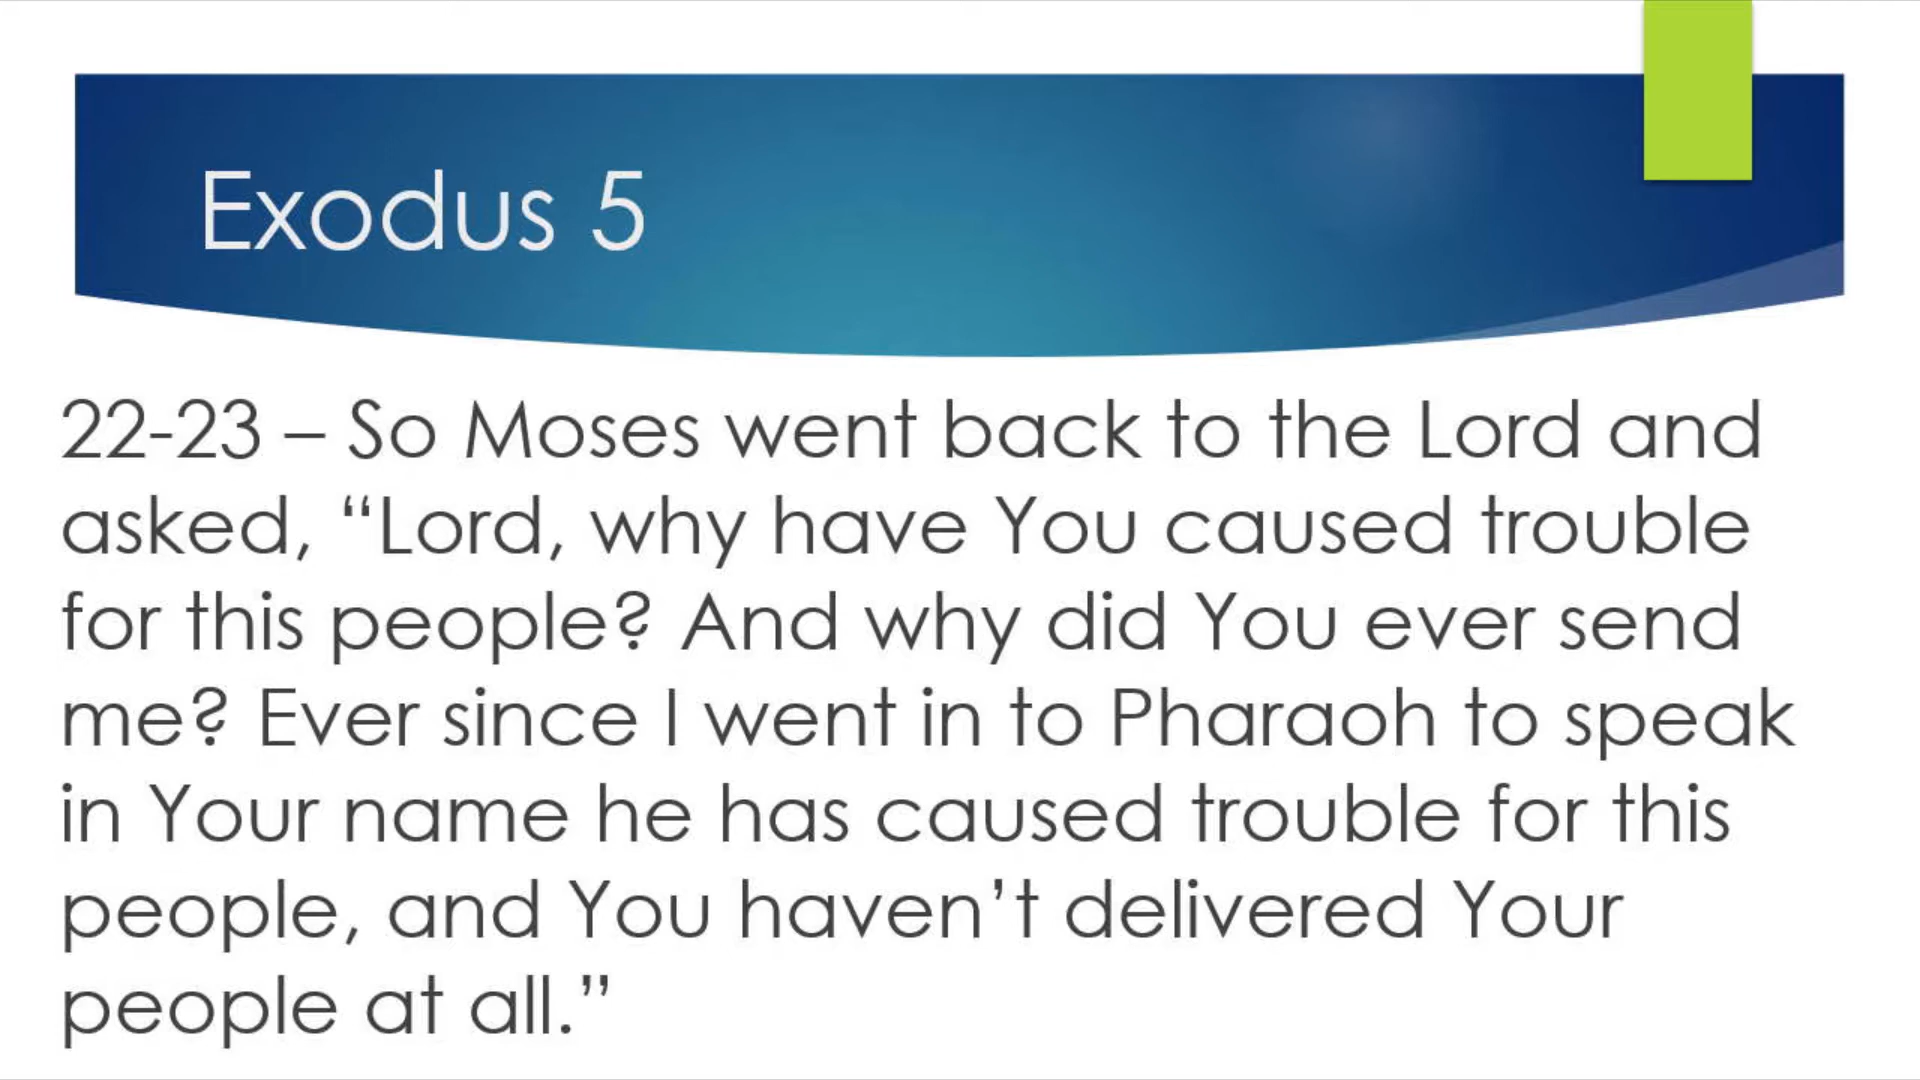 Exodus 5
22-23 – So Moses went back to the Lord and
asked, “Lord, why have You caused trouble
for this people? And why did You ever send
me? Ever since I went in to Pharaoh to speak
in Your name he has caused trouble for this
people, and You haven’t delivered Your
people at all.”